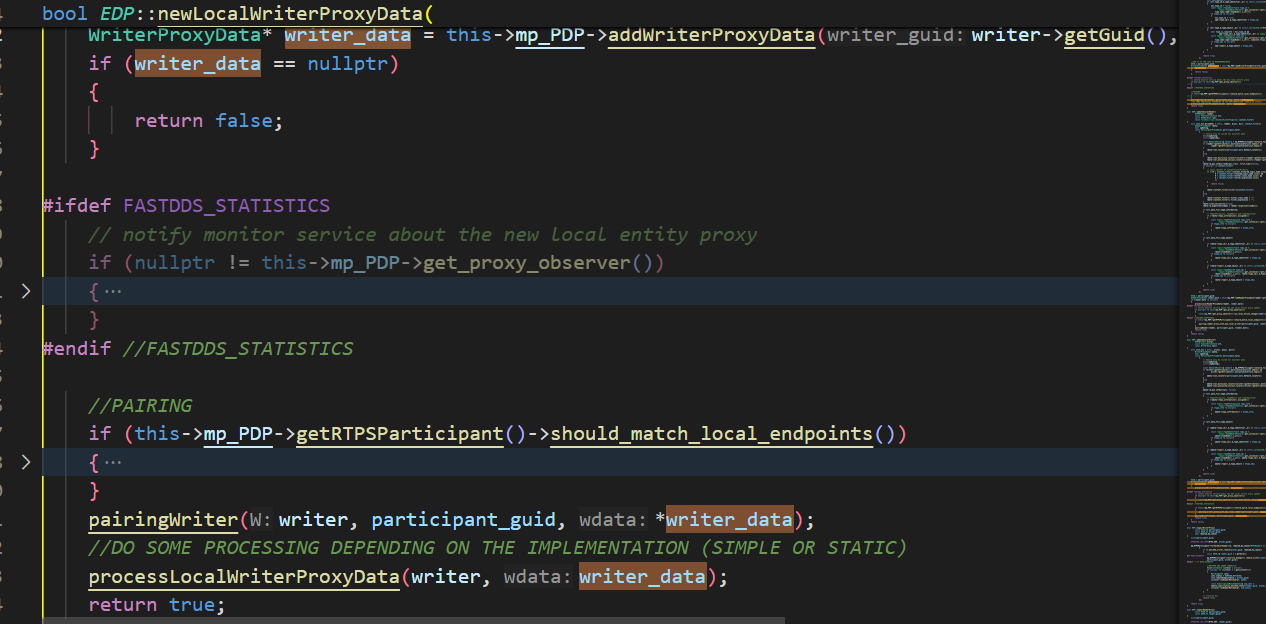 bool EDP::newLocalWriterProxyData(
WriterProxyData* writer_data = this->mp_PDP->addWriterProxyData(writer_guid: writer->getGuid(),
if (writer_data == nullptr)
{
return false;
}
#ifdef FASTDDS_STATISTICS
// notify monitor service about the new local entity proxy
if (nullptr != this->mp_PDP->get_proxy_observer())
{ ···
}
#endif //FASTDDS_STATISTICS
//PAIRING
if (this->mp_PDP->getRTPSParticipant()->should_match_local_endpoints())
{ ···
}
pairingWriter(W: writer, participant_guid, wdata: *writer_data);
//DO SOME PROCESSING DEPENDING ON THE IMPLEMENTATION (SIMPLE OR STATIC)
processLocalWriterProxyData(writer, wdata: writer_data);
return true;